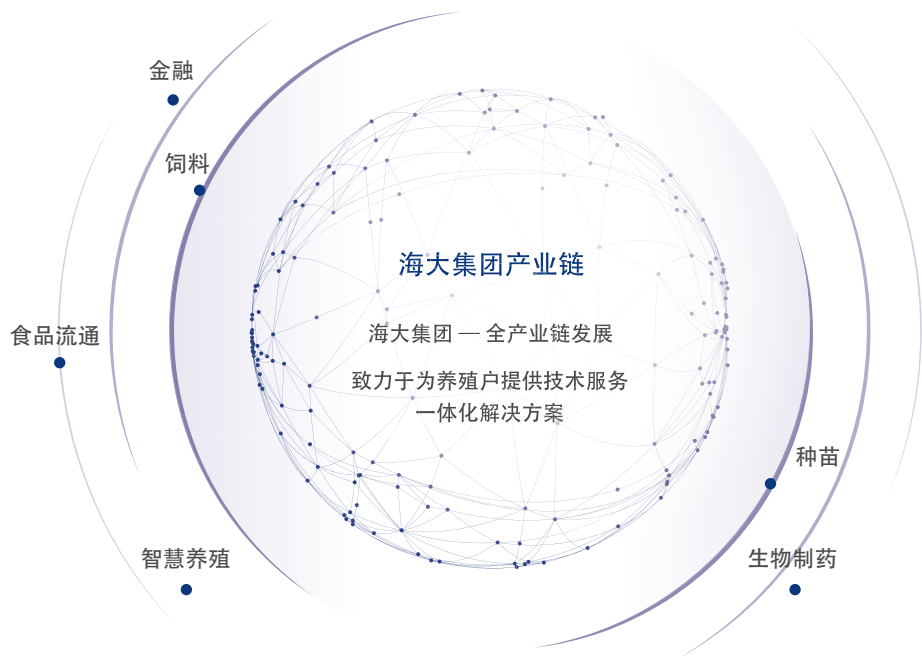 金融
饲料
海大集团产业链
食品流通
海大集团 — 全产业链发展
致力于为养殖户提供技术服务
一体化解决方案
种苗
智慧养殖
生物制药